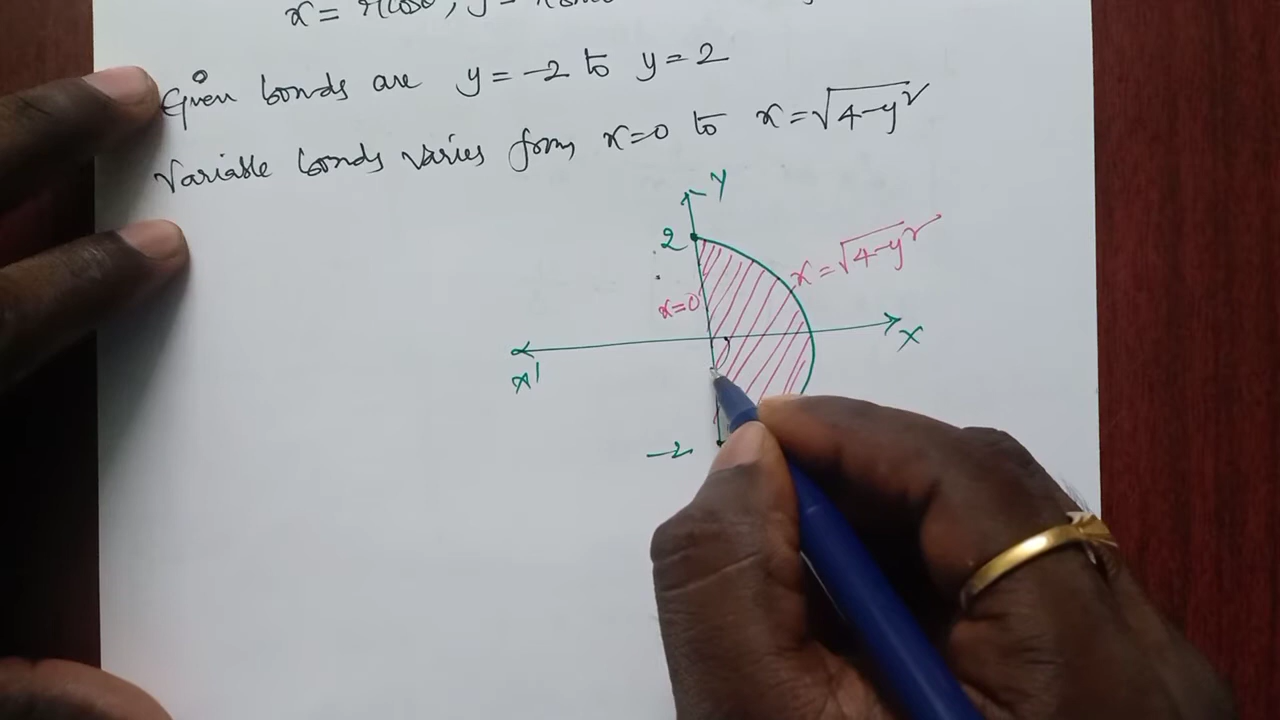 x = rcosθ, y =
Given bonds are y = -2 to y = 2
Variable bonds varies from x=0 to x = √4-y²
y
2
x = √4-y²
x=0
X
x'
-2